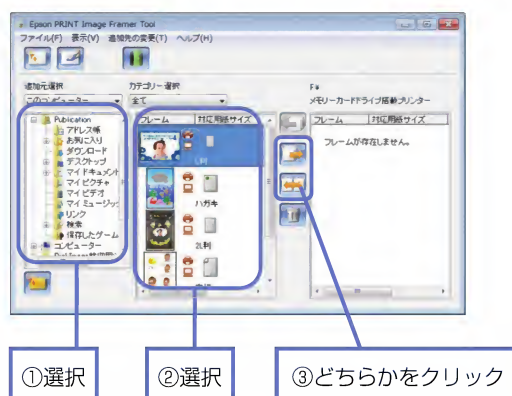 Epson PRINT Image Framer Tool
ファイル(F) 表示(V) 追加先の変更(T) ヘルプ(H)
追加元選択
このコンピューター
カテゴリー選択
全て
F:
メモリーカードドライブ搭載プリンター
Publication
アドレス帳
お気に入り
ダウンロード
デスクトップ
マイ ドキュメント
マイ ピクチャ
マイ ビデオ
マイ ミュージック
リンク
検索
保存したゲーム
コンピューター
フレーム 対応用紙サイズ
L判
ハガキ
2L判
フレーム 対応用紙サイズ
フレームが存在しません。
①選択
②選択
③どちらかをクリック